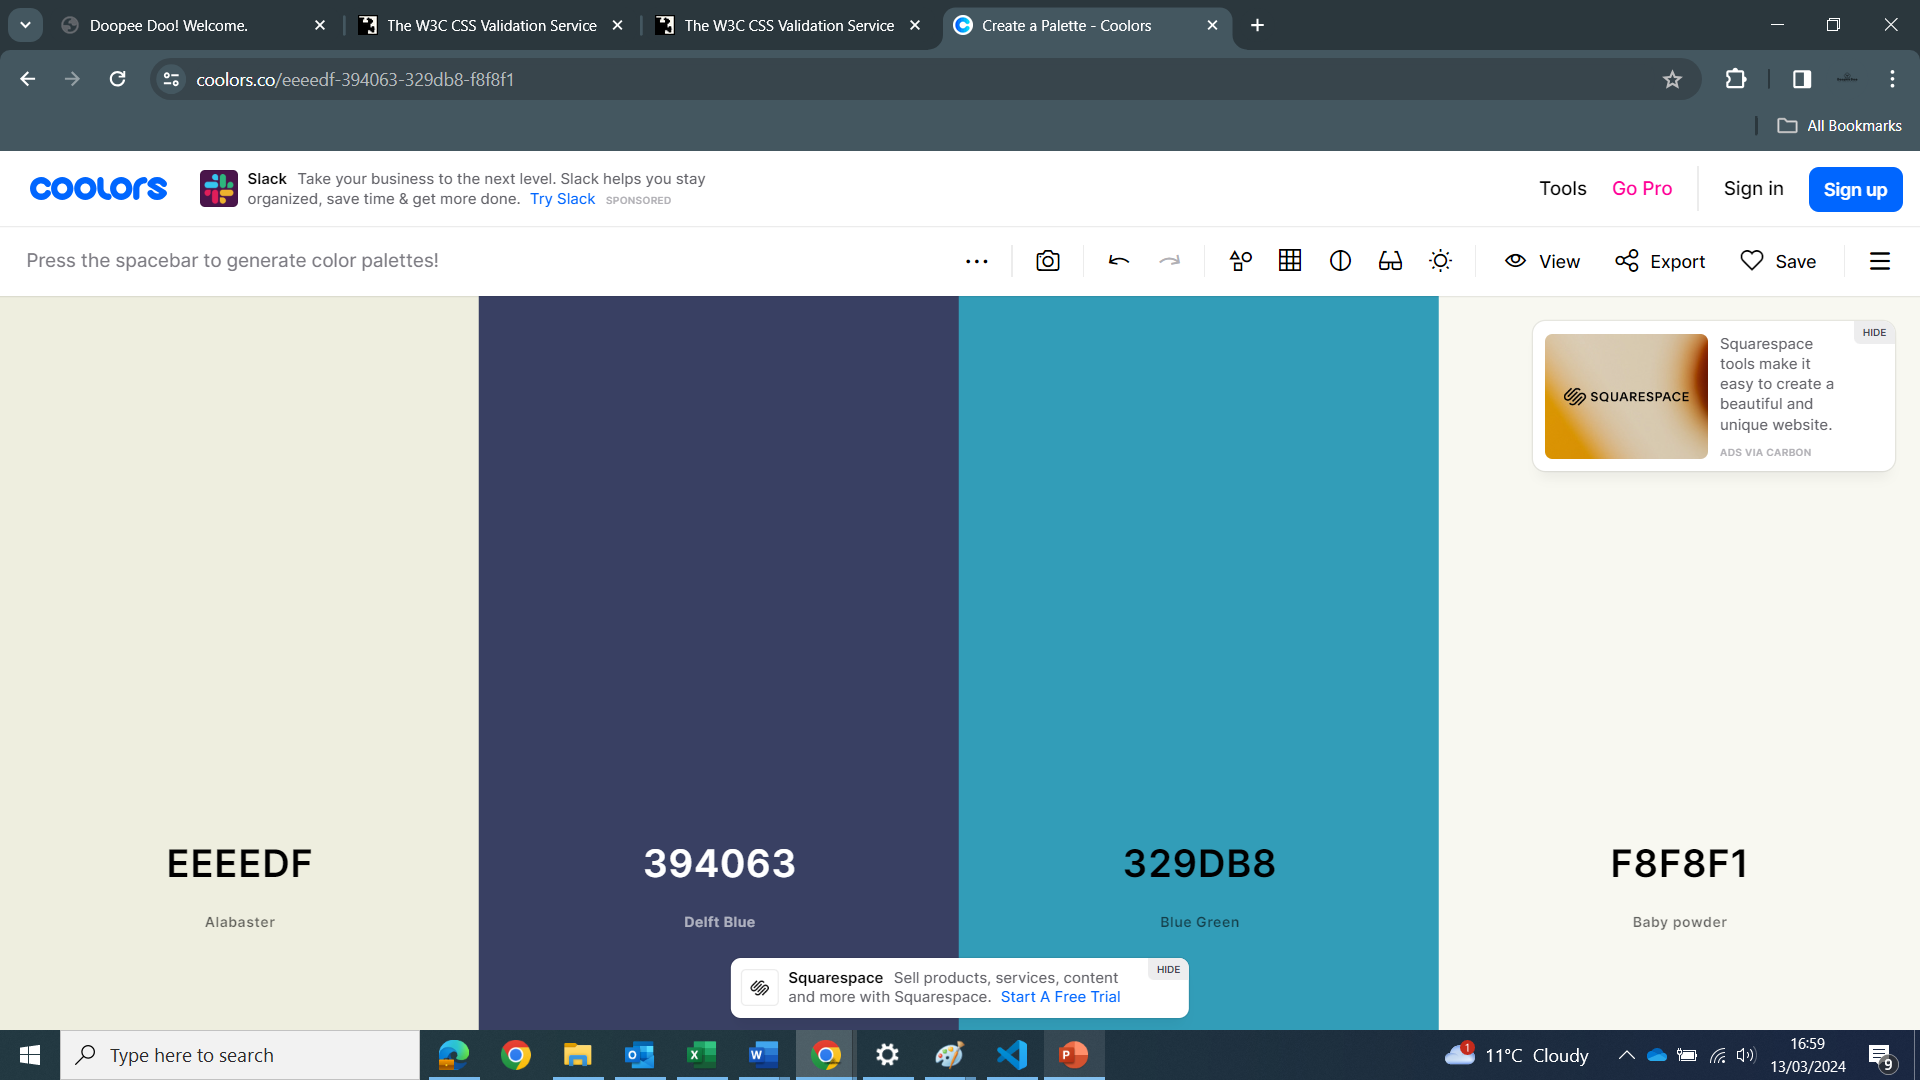 Doopee Doo! Welcome.
The W3C CSS Validation Service
The W3C CSS Validation Service
Create a Palette - Coolors
coolors.co/eeeedf-394063-329db8-f8f8f1
All Bookmarks
coolors
Slack Take your business to the next level. Slack helps you stay
organized, save time & get more done. Try Slack SPONSORED
Tools
Go Pro
Sign in
Sign up
Press the spacebar to generate color palettes!
View
Export
Save
HIDE
SQUARESPACE
Squarespace
tools make it
easy to create a
beautiful and
unique website.
ADS VIA CARBON
EEEEDF
394063
329DB8
F8F8F1
Alabaster
Delft Blue
Blue Green
Baby powder
HIDE
Squarespace Sell products, services, content
and more with Squarespace. Start A Free Trial
Type here to search
1
11°C Cloudy
16:59
13/03/2024
9